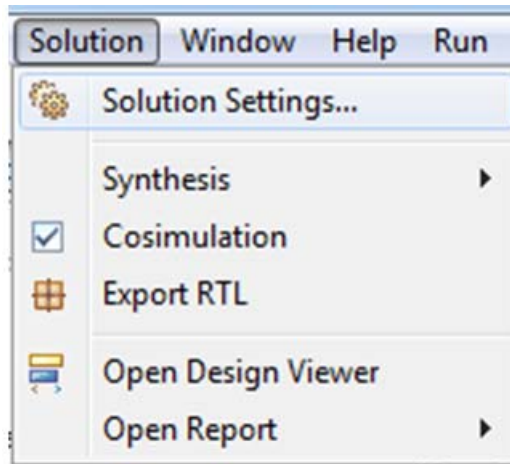 Solution Window Help Run
Solution Settings...
Synthesis
Cosimulation
Export RTL
Open Design Viewer
Open Report